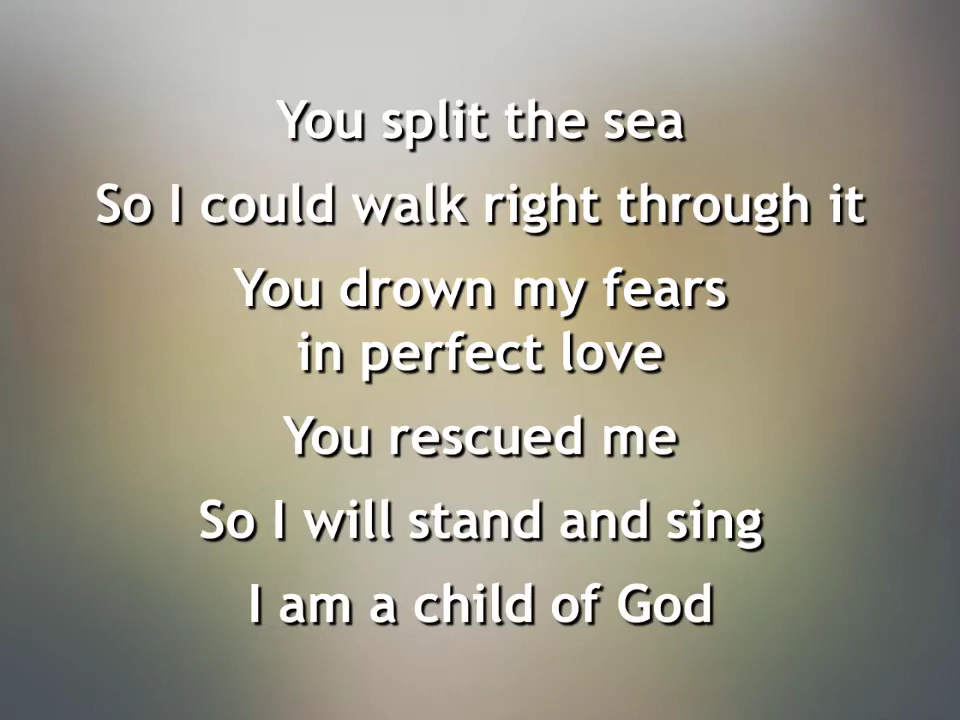 You split the sea
So I could walk right through it
You drown my fears
in perfect love
You rescued me
So I will stand and sing
I am a child of God